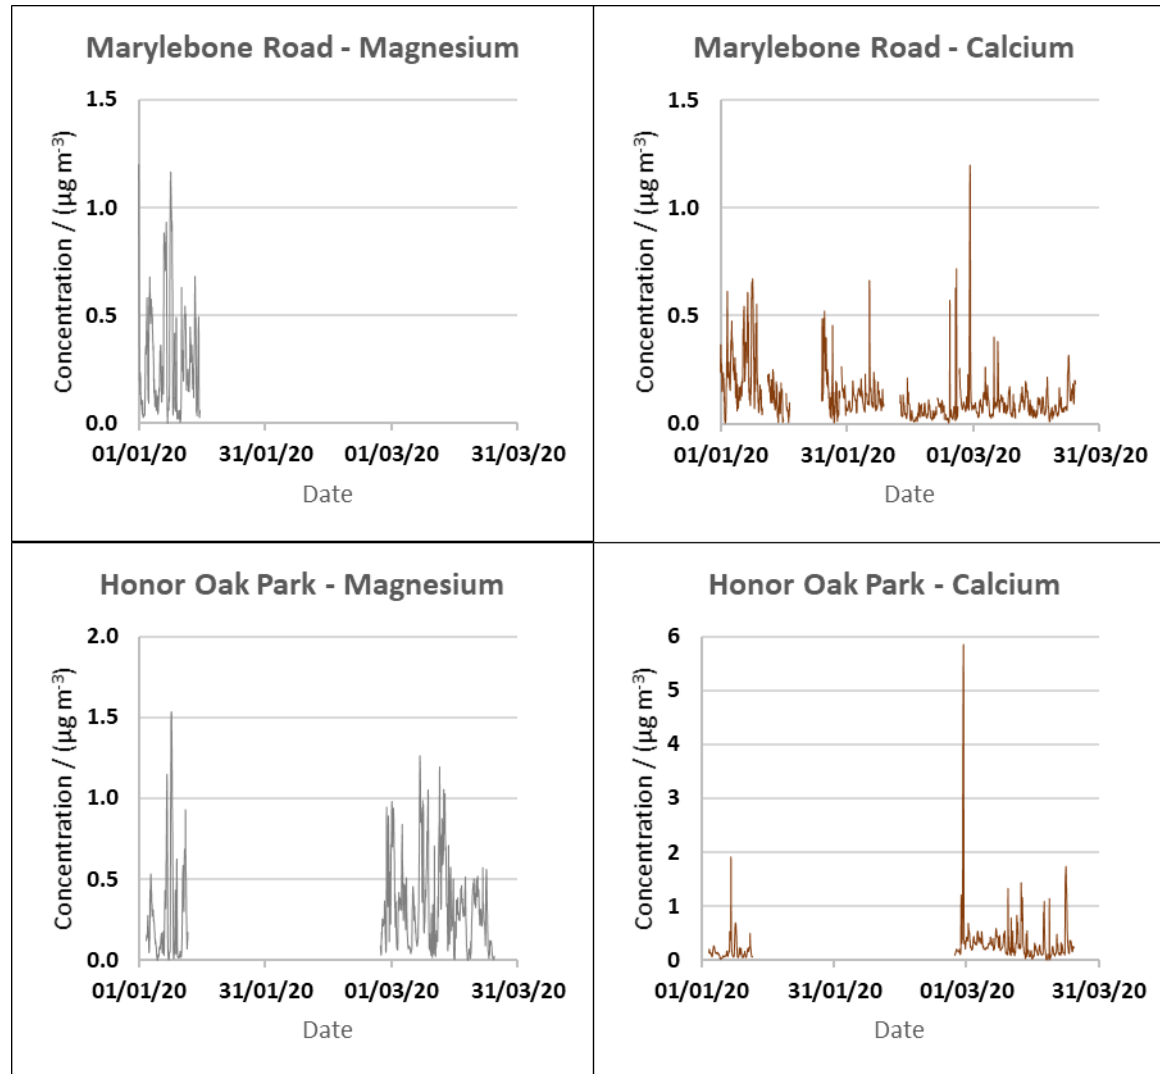 Marylebone Road - Magnesium
Concentration / (µg m⁻³)
1.5
1.0
0.5
0.0
01/01/20 31/01/20 01/03/20 31/03/20
Date
Marylebone Road - Calcium
Concentration / (µg m⁻³)
1.5
1.0
0.5
0.0
01/01/20 31/01/20 01/03/20 31/03/20
Date
Honor Oak Park - Magnesium
Concentration / (µg m⁻³)
2.0
1.5
1.0
0.5
0.0
01/01/20 31/01/20 01/03/20 31/03/20
Date
Honor Oak Park - Calcium
Concentration / (µg m⁻³)
6
5
4
3
2
1
0
01/01/20 31/01/20 01/03/20 31/03/20
Date